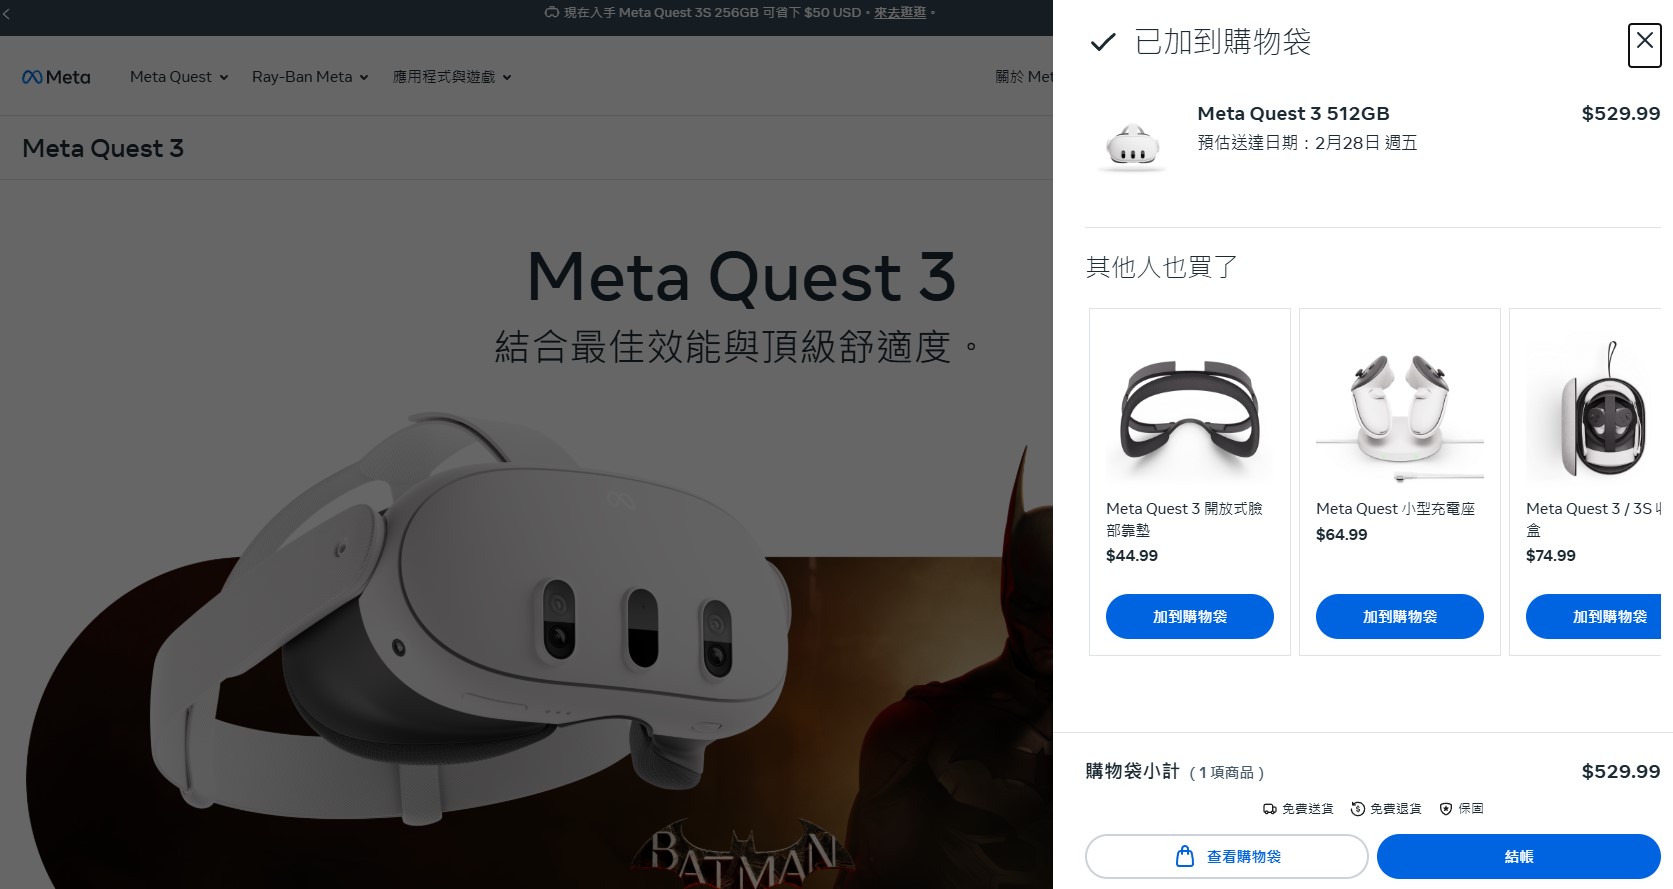 現在入手 Meta Quest 3S 256GB 可省下 $50 USD。來去逛逛。
Meta
Meta Quest
Ray-Ban Meta
應用程式與遊戲
關於 Met
Meta Quest 3
Meta Quest 3
結合最佳效能與頂級舒適度。
BATMAN
已加到購物袋
Meta Quest 3 512GB
$529.99
預估送達日期：2月28日 週五
其他人也買了
Meta Quest 3 開放式臉
部靠墊
$44.99
加到購物袋
Meta Quest 小型充電座
$64.99
加到購物袋
Meta Quest 3 / 3S
盒
$74.99
加到購物袋
購物袋小計 ( 1 項商品 )
$529.99
免費送貨
免費退貨
保固
查看購物袋
結帳